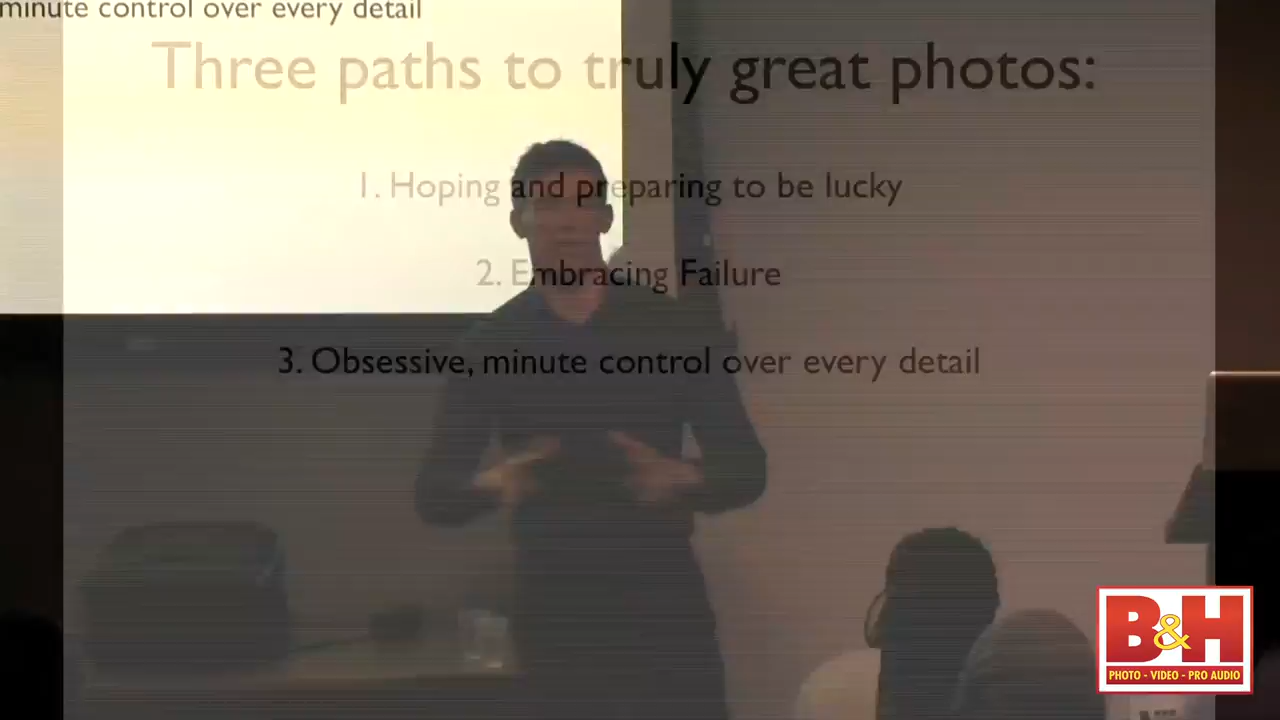 minute control over every detail
Three paths to truly great photos:
1. Hoping and preparing to be lucky
2. Embracing Failure
3. Obsessive, minute control over every detail
B&H
PHOTO - VIDEO - PRO AUDIO